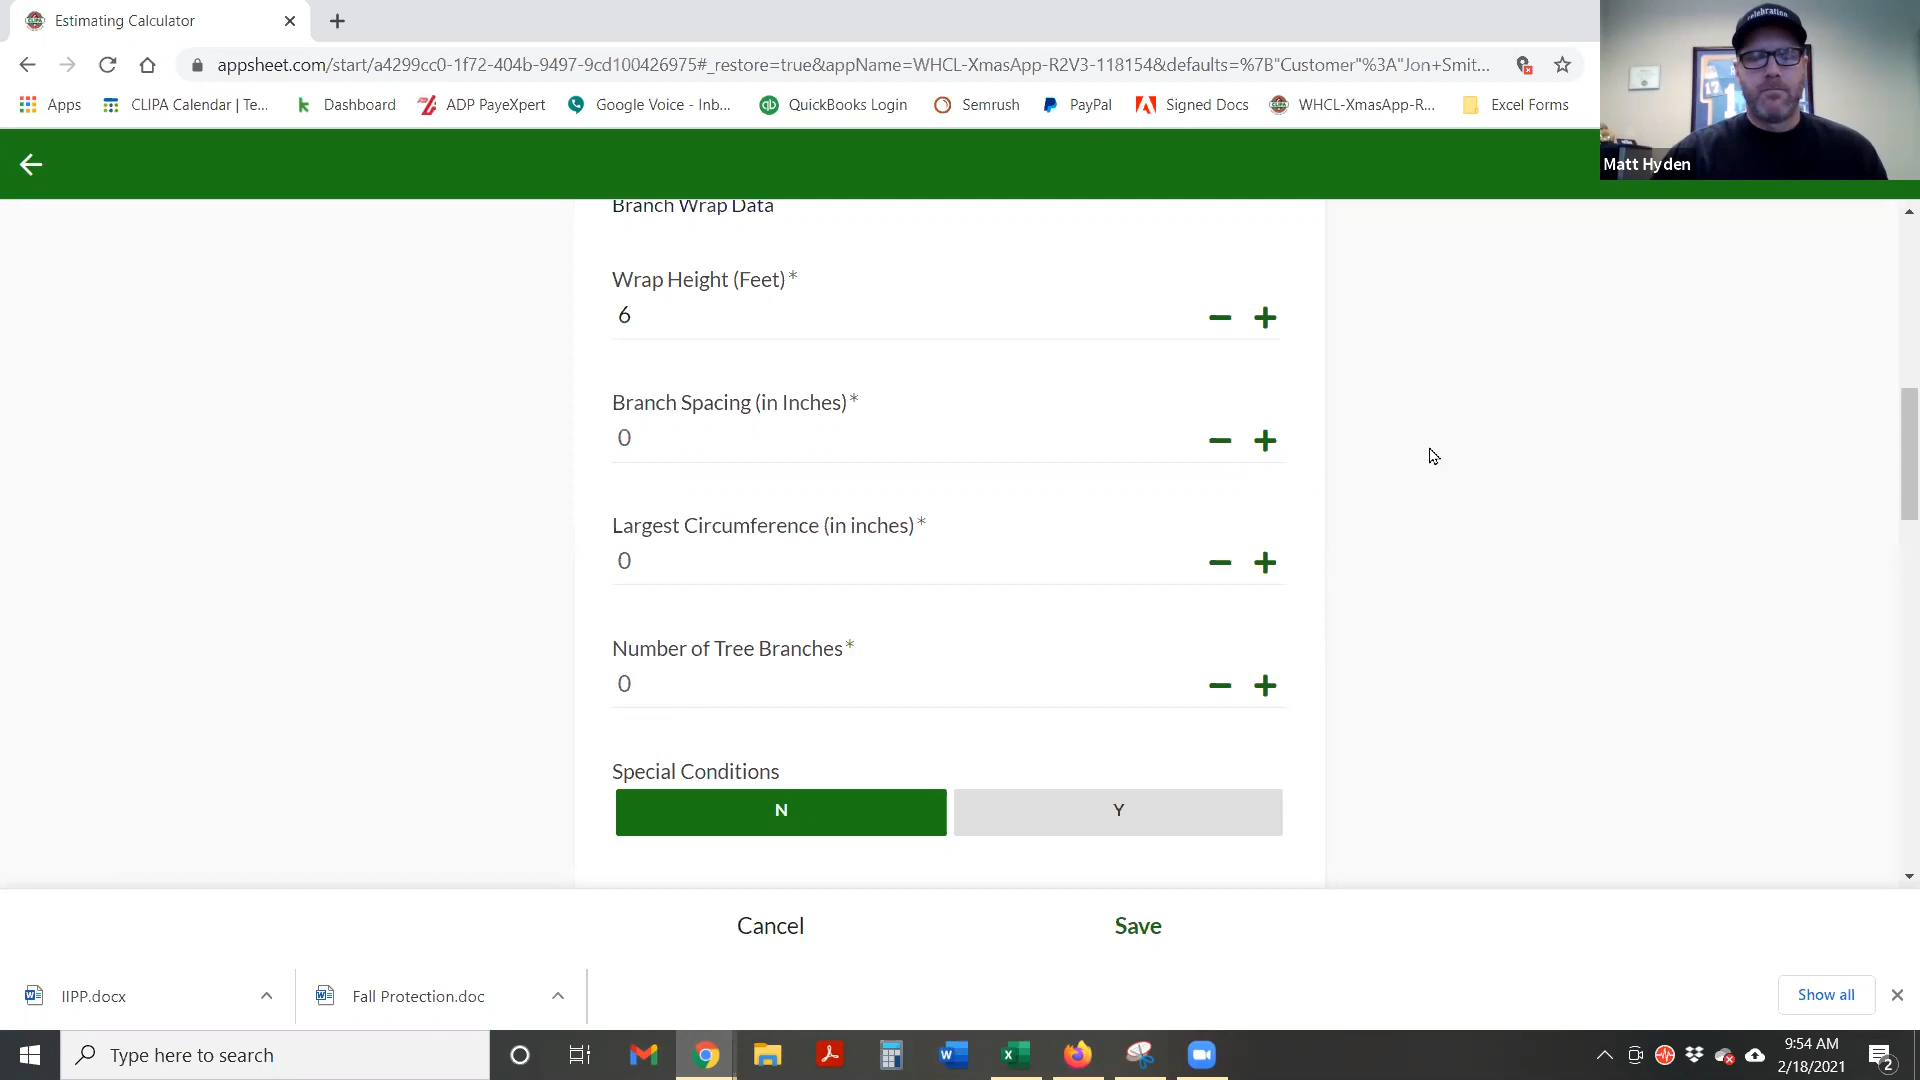 Estimating Calculator
appsheet.com/start/a4299cc0-1f72-404b-9497-9cd100426975#_restore=true&appName=WHCL-XmasApp-R2V3-118154&defaults=%7B"Customer"%3A"Jon+Smit...
Apps
CLIPA Calendar | Te...
Dashboard
ADP PayeXpert
Google Voice - Inb...
QuickBooks Login
Semrush
PayPal
Signed Docs
WHCL-XmasApp-R...
Excel Forms
celebration
Matt Hyden
Branch Wrap Data
Wrap Height (Feet)*
6
Branch Spacing (in Inches)*
0
Largest Circumference (in inches)*
0
Number of Tree Branches*
0
Special Conditions
N Y
Cancel Save
IIPP.docx
Fall Protection.doc
Show all
Type here to search
9:54 AM
2/18/2021
2